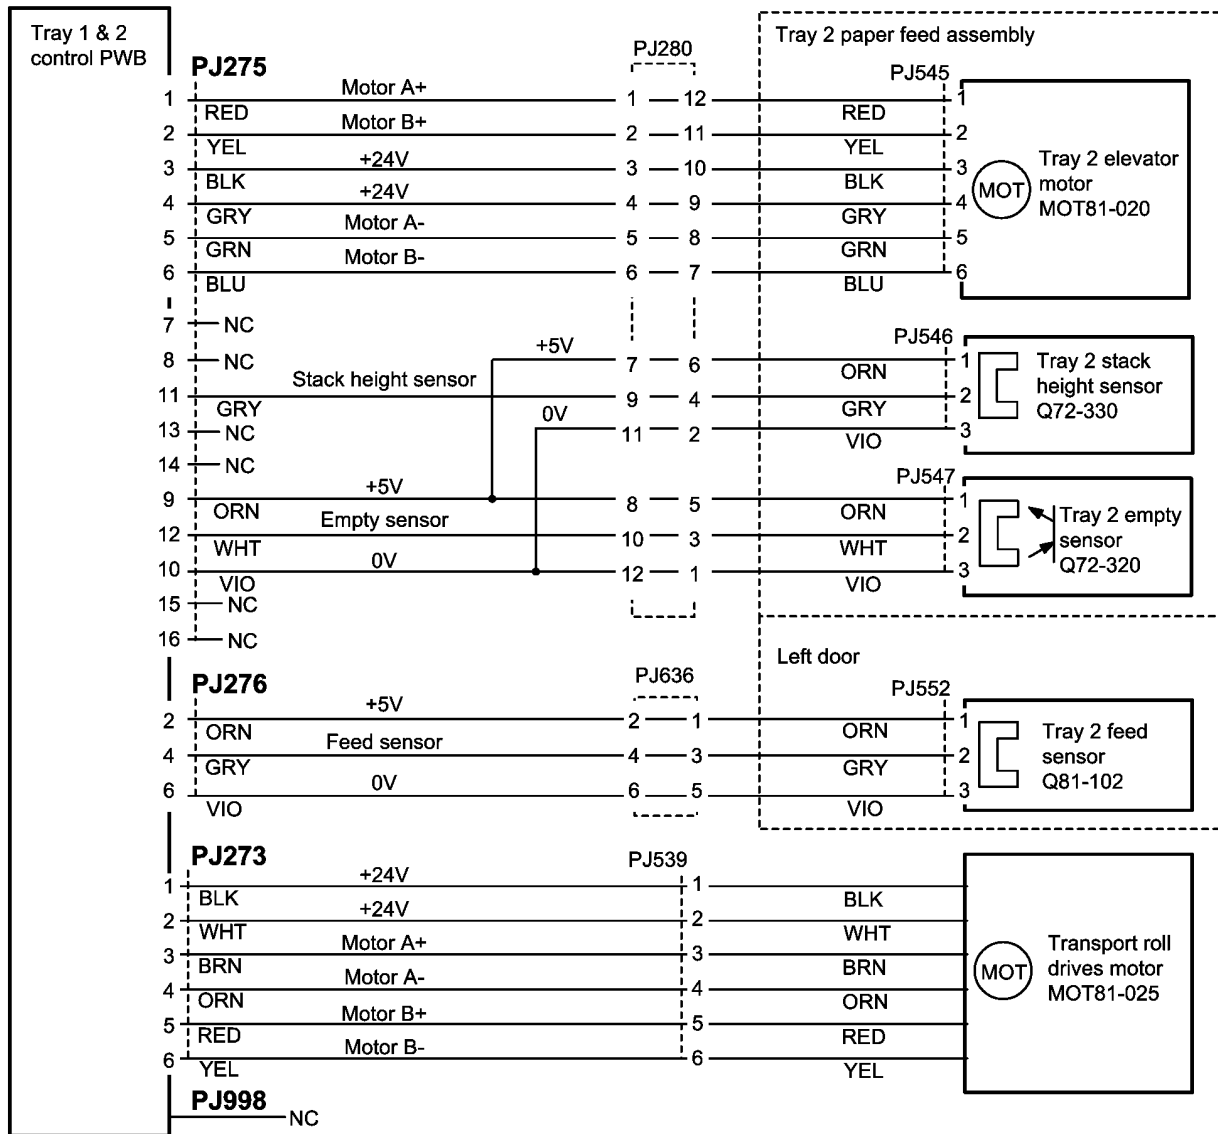 Tray 1 & 2
control PWB
Tray 2 paper feed assembly
PJ275
PJ280
PJ545
1 Motor A+ 1 12 1
RED RED
2 Motor B+ 2 11 2
YEL YEL
3 +24V 3 10 3
BLK BLK
4 +24V 4 9 4
GRY GRY
5 Motor A- 5 8 5
GRN GRN
6 Motor B- 6 7 6
BLU BLU
MOT
Tray 2 elevator
motor
MOT81-020
7 NC
PJ546
8 NC +5V 7 6 1
ORN
11 Stack height sensor 9 4 2
GRY GRY
13 NC 0V 11 2 3
VIO
Tray 2 stack
height sensor
Q72-330
14 NC
PJ547
9 +5V 8 5 1
ORN ORN
12 Empty sensor 10 3 2
WHT WHT
10 0V 12 1 3
VIO VIO
Tray 2 empty
sensor
Q72-320
15 NC
16 NC
Left door
PJ276
PJ636
PJ552
2 +5V 2 1 1
ORN ORN
4 Feed sensor 4 3 2
GRY GRY
6 0V 6 5 3
VIO VIO
Tray 2 feed
sensor
Q81-102
PJ273
PJ539
1 +24V 1
BLK BLK
2 +24V 2
WHT WHT
3 Motor A+ 3
BRN BRN
4 Motor A- 4
ORN ORN
5 Motor B+ 5
RED RED
6 Motor B- 6
YEL YEL
MOT
Transport roll
drives motor
MOT81-025
PJ998
NC